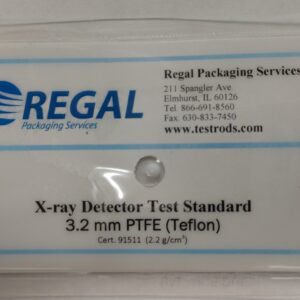 REGAL
Packaging Services
Regal Packaging Services
211 Spangler Ave
Elmhurst, IL 60126
Tel 866-691-8560
Fax 630-833-7450
www.testrods.com
X-ray Detector Test Standard
3.2 mm PTFE (Teflon)
Cert. 91511 (2.2 g/cm³)